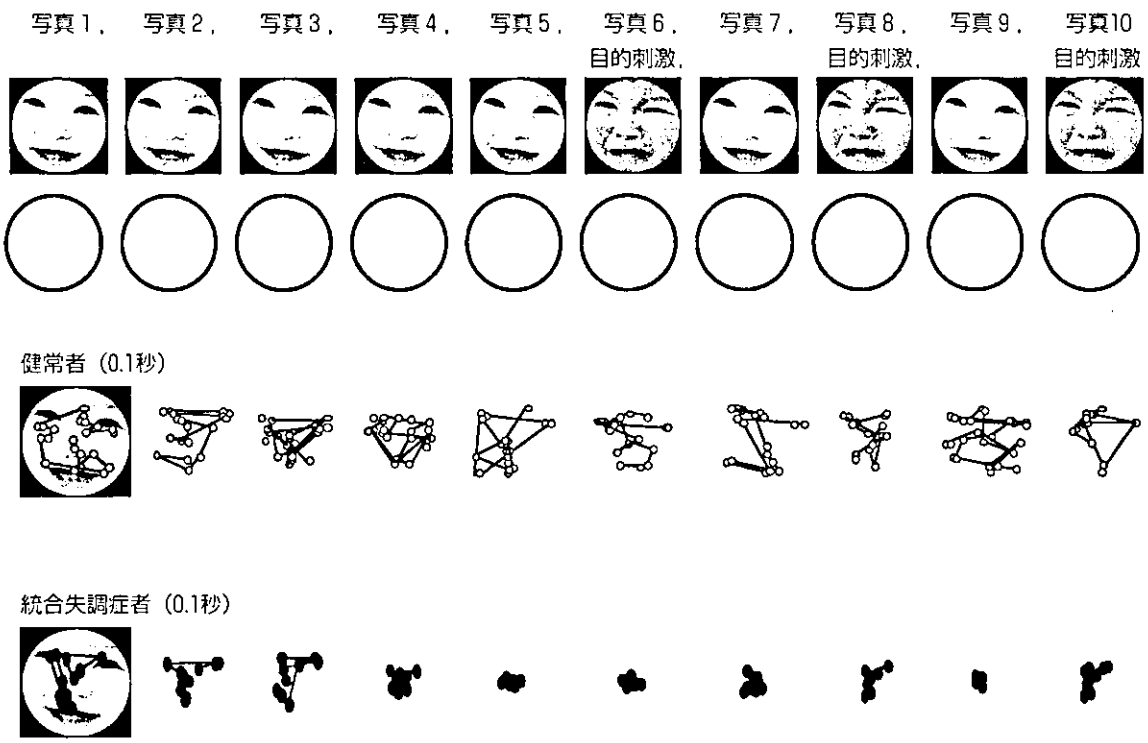 写真1, 写真2, 写真3, 写真4, 写真5, 写真6, 写真7, 写真8, 写真9, 写真10
目的刺激, 目的刺激, 目的刺激
健常者 (0.1秒)
統合失調症者 (0.1秒)